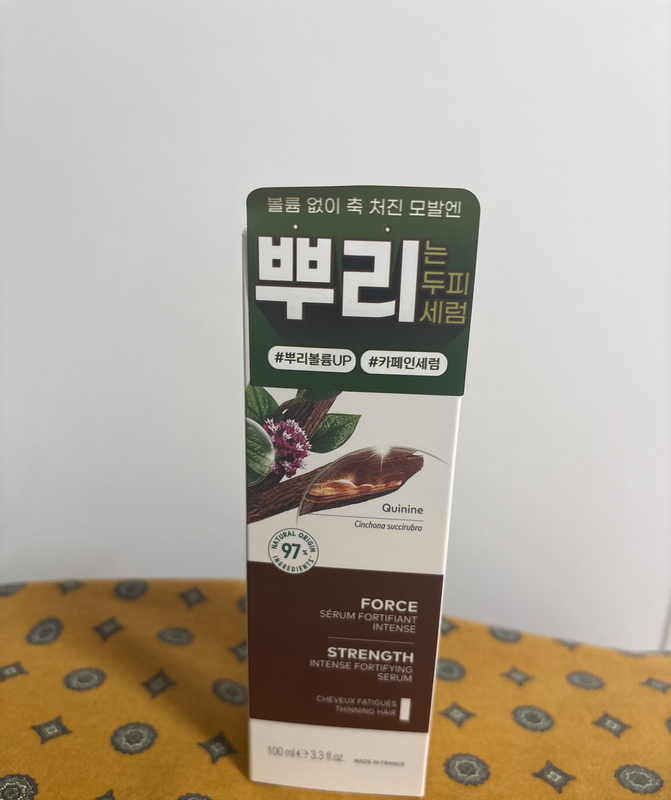 볼륨 없이 축 처진 모발엔
뿌리는
두피
세럼
#뿌리볼륨UP #카페인세럼
Quinine
Cinchona succirubra
NATURAL ORIGIN
97%
INGREDIENTS*
FORCE
SÉRUM FORTIFIANT
INTENSE
STRENGTH
INTENSE FORTIFYING
SERUM
CHEVEUX FATIGUÉS
THINNING HAIR
100 ml ℮ 3.3 fl.oz. MADE IN FRANCE